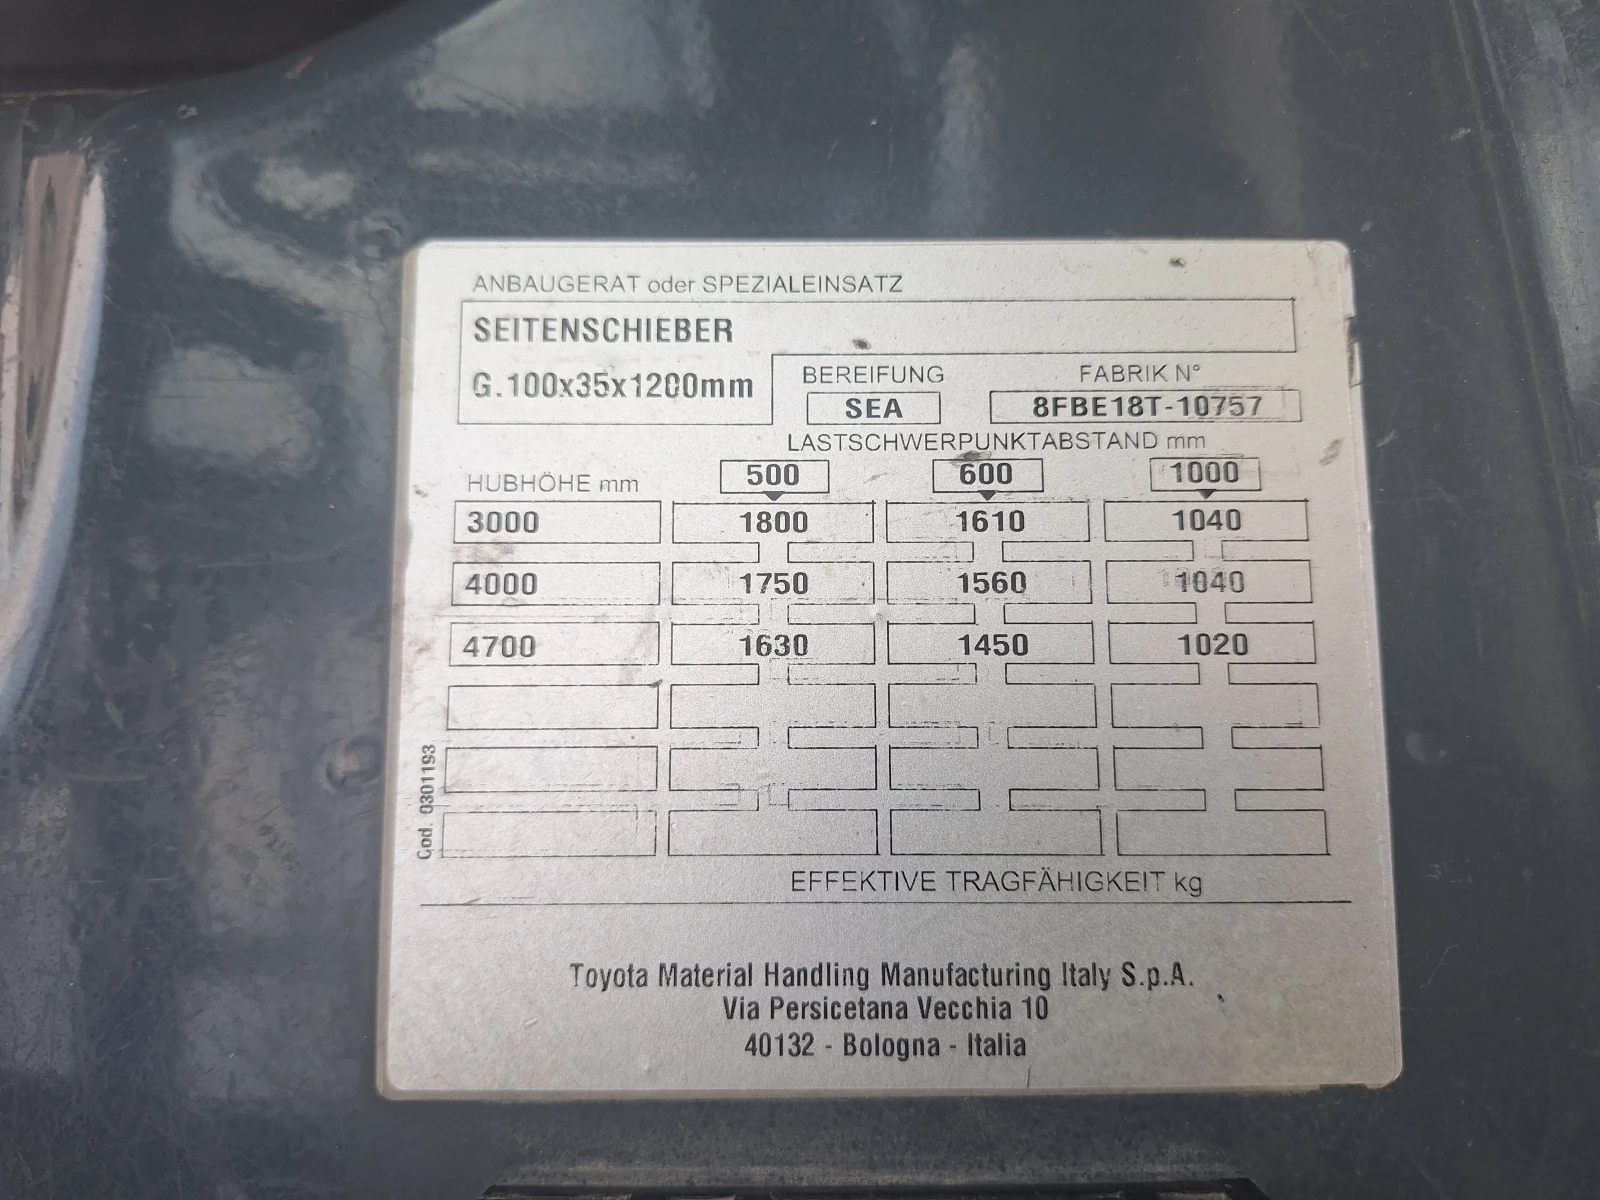 ANBAUGERAT oder SPEZIALEINSATZ
SEITENSCHIEBER
G.100x35x1200mm
BEREIFUNG
SEA
FABRIK N°
8FBE18T-10757
LASTSCHWERPUNKTABSTAND mm
HUBHÖHE mm 500 600 1000
3000 1800 1610 1040
4000 1750 1560 1040
4700 1630 1450 1020
Cod. 0301193
EFFEKTIVE TRAGFÄHIGKEIT kg
Toyota Material Handling Manufacturing Italy S.p.A.
Via Persicetana Vecchia 10
40132 - Bologna - Italia